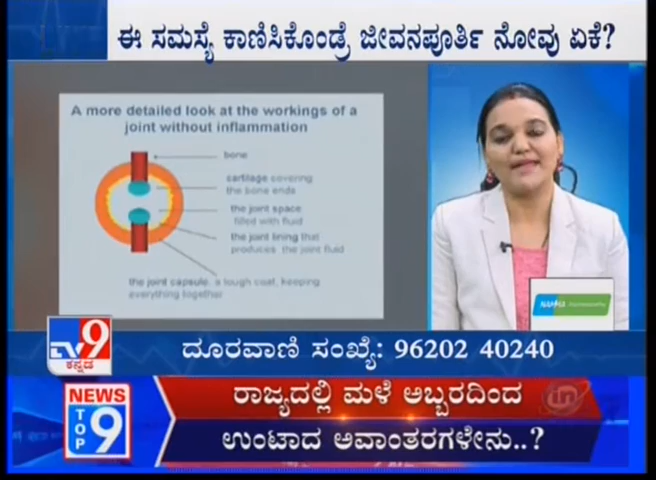 ಈ ಸಮಸ್ಯೆ ಕಾಣಿಸಿಕೊಂಡ್ರೆ ಜೀವನಪೂರ್ತಿ ನೋವು ಏಕೆ?
A more detailed look at the workings of a
joint without inflammation
bone
cartilage covering
the bone ends
the joint space
filled with fluid
the joint lining that
produces the joint fluid
the joint capsule, a tough coat, keeping
everything together
TV9
ಕನ್ನಡ
ದೂರವಾಣಿ ಸಂಖ್ಯೆ: 96202 40240
NEWS
TOP
9
ರಾಜ್ಯದಲ್ಲಿ ಮಳೆ ಅಬ್ಬರದಿಂದ
ಉಂಟಾದ ಅವಾಂತರಗಳೇನು..?